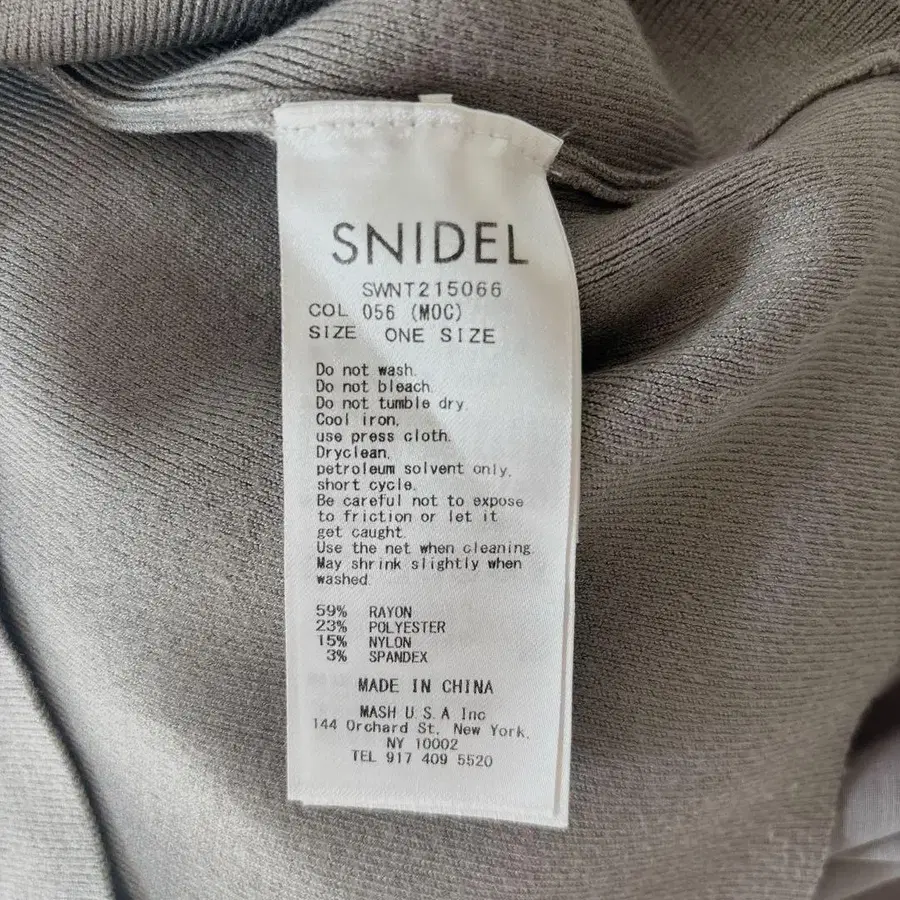 SNIDEL
SWNT215066
COL 056 (MOC)
SIZE ONE SIZE
Do not wash.
Do not bleach.
Do not tumble dry.
Cool iron,
use press cloth.
Dryclean,
petroleum solvent only,
short cycle.
Be careful not to expose
to friction or let it
get caught.
Use the net when cleaning.
May shrink slightly when
washed.
59% RAYON
23% POLYESTER
15% NYLON
3% SPANDEX
MADE IN CHINA
MASH U.S.A Inc
144 Orchard St, New York,
NY 10002
TEL 917 409 5520